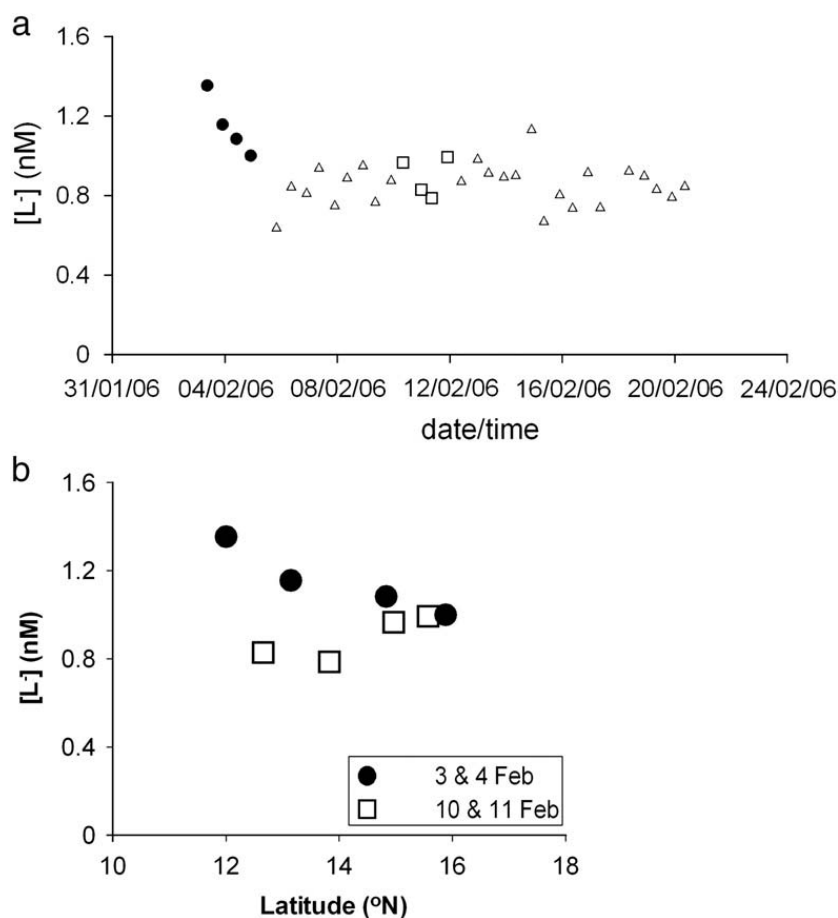 a
1.6
1.2
0.8
0.4
0
[L-] (nM)
31/01/06 04/02/06 08/02/06 12/02/06 16/02/06 20/02/06 24/02/06
date/time
b
1.6
1.2
0.8
0.4
0
[L-] (nM)
3 & 4 Feb
10 & 11 Feb
10 12 14 16 18
Latitude (ºN)